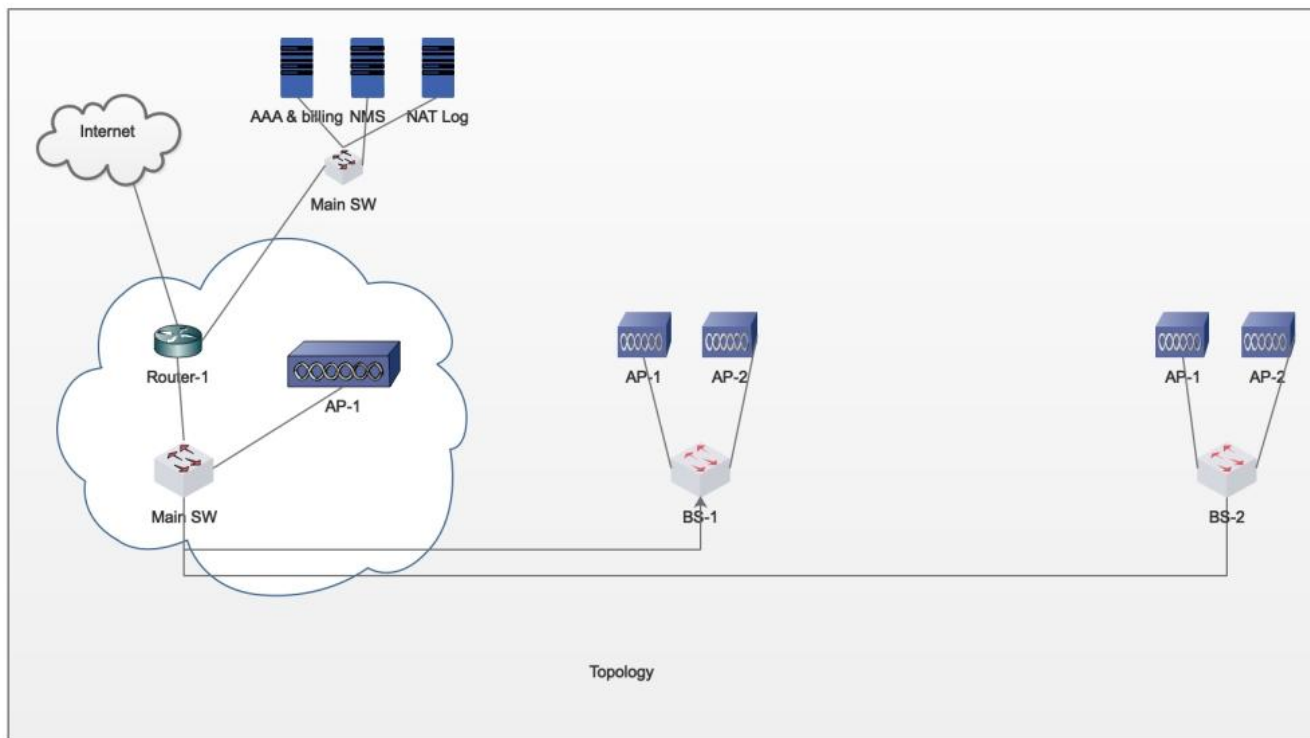 AAA & billing NMS NAT Log
Internet
Main SW
Router-1
AP-1
Main SW
AP-1 AP-2
BS-1
AP-1 AP-2
BS-2
Topology